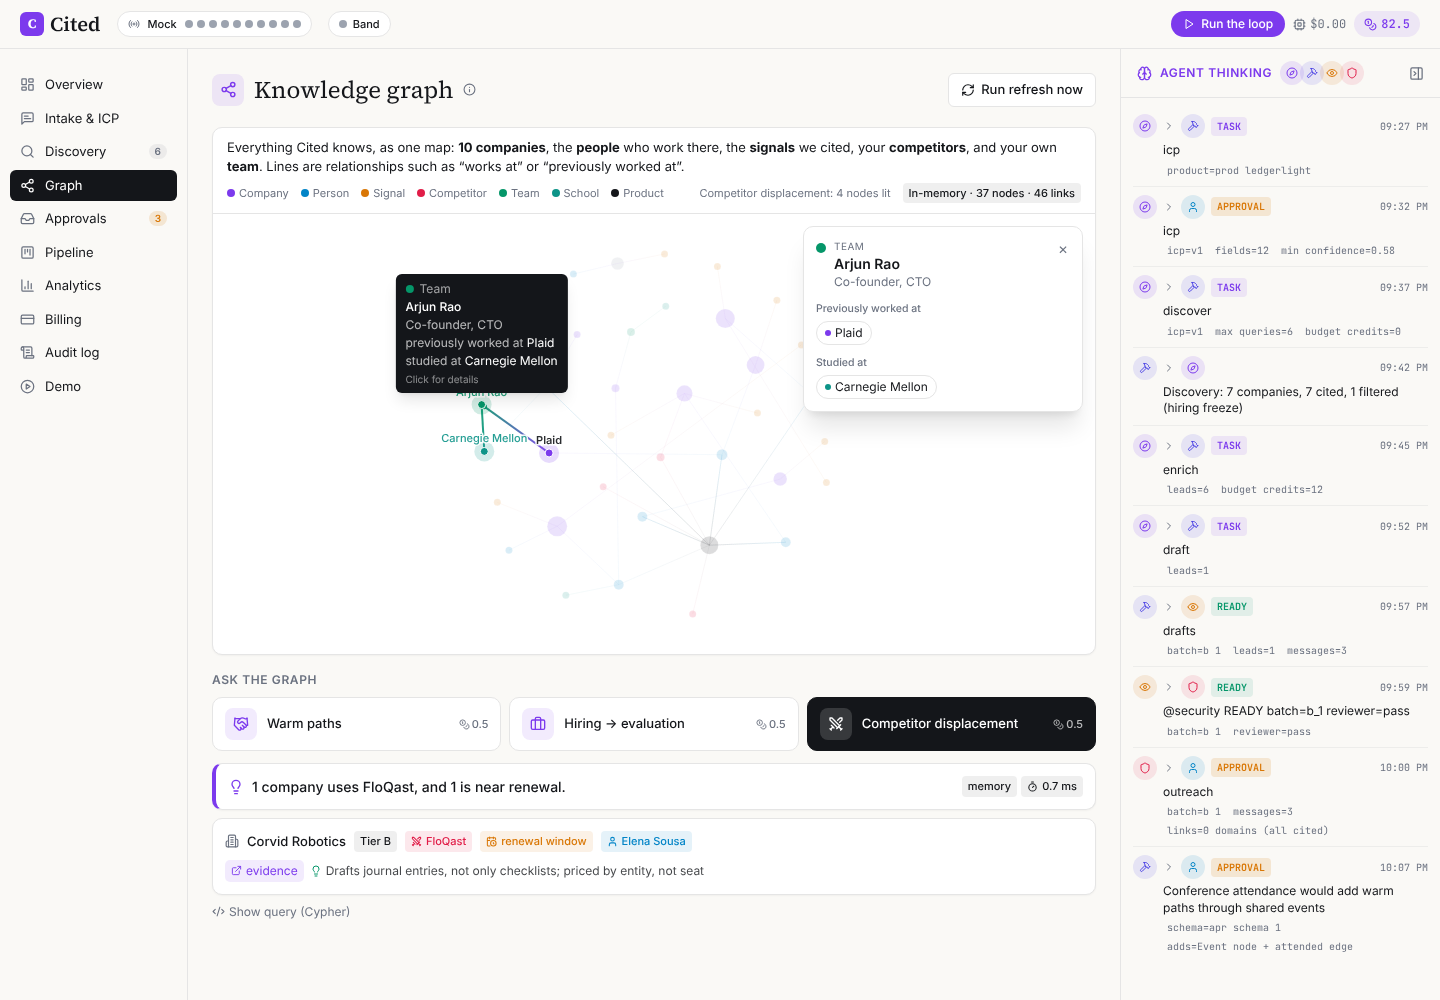 C Cited
Mock
Band
Run the loop
$0.00
82.5
Overview
Intake & ICP
Discovery 6
Graph
Approvals 3
Pipeline
Analytics
Billing
Audit log
Demo
Knowledge graph
Run refresh now
Everything Cited knows, as one map: 10 companies, the people who work there, the signals we cited, your competitors, and your own
team. Lines are relationships such as “works at” or “previously worked at”.
Company Person Signal Competitor Team School Product
Competitor displacement: 4 nodes lit
In-memory · 37 nodes · 46 links
Team
Arjun Rao
Co-founder, CTO
previously worked at Plaid
studied at Carnegie Mellon
Click for details
Arjun Rao
Carnegie Mellon
Plaid
TEAM
Arjun Rao
Co-founder, CTO
Previously worked at
Plaid
Studied at
Carnegie Mellon
ASK THE GRAPH
Warm paths 0.5
Hiring → evaluation 0.5
Competitor displacement 0.5
1 company uses FloQast, and 1 is near renewal.
memory 0.7 ms
Corvid Robotics Tier B FloQast renewal window Elena Sousa
evidence Drafts journal entries, not only checklists; priced by entity, not seat
Show query (Cypher)
AGENT THINKING
TASK 09:27 PM
icp
product=prod ledgerlight
APPROVAL 09:32 PM
icp
icp=v1 fields=12 min confidence=0.58
TASK 09:37 PM
discover
icp=v1 max queries=6 budget credits=0
09:42 PM
Discovery: 7 companies, 7 cited, 1 filtered
(hiring freeze)
TASK 09:45 PM
enrich
leads=6 budget credits=12
TASK 09:52 PM
draft
leads=1
READY 09:57 PM
drafts
batch=b 1 leads=1 messages=3
READY 09:59 PM
@security READY batch=b_1 reviewer=pass
batch=b 1 reviewer=pass
APPROVAL 10:00 PM
outreach
batch=b 1 messages=3
links=0 domains (all cited)
APPROVAL 10:07 PM
Conference attendance would add warm
paths through shared events
schema=apr schema 1
adds=Event node + attended edge